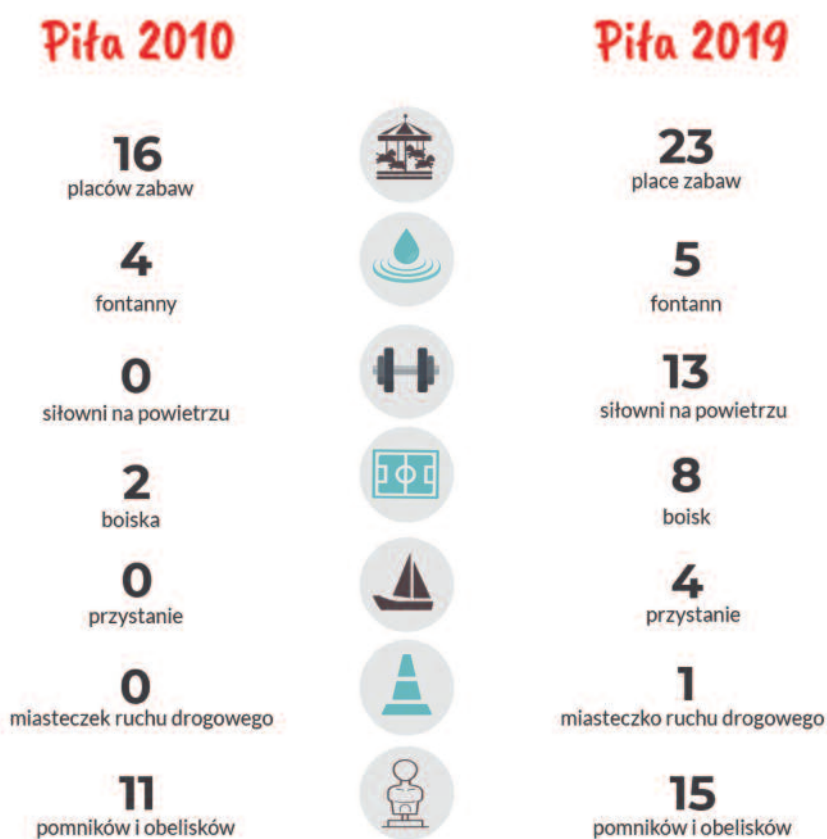 Piła 2010
Piła 2019
16
placów zabaw
23
place zabaw
4
fontanny
5
fontann
0
siłowni na powietrzu
13
siłowni na powietrzu
2
boiska
8
boisk
0
przystanie
4
przystanie
0
miasteczek ruchu drogowego
1
miasteczko ruchu drogowego
11
pomników i obelisków
15
pomników i obelisków